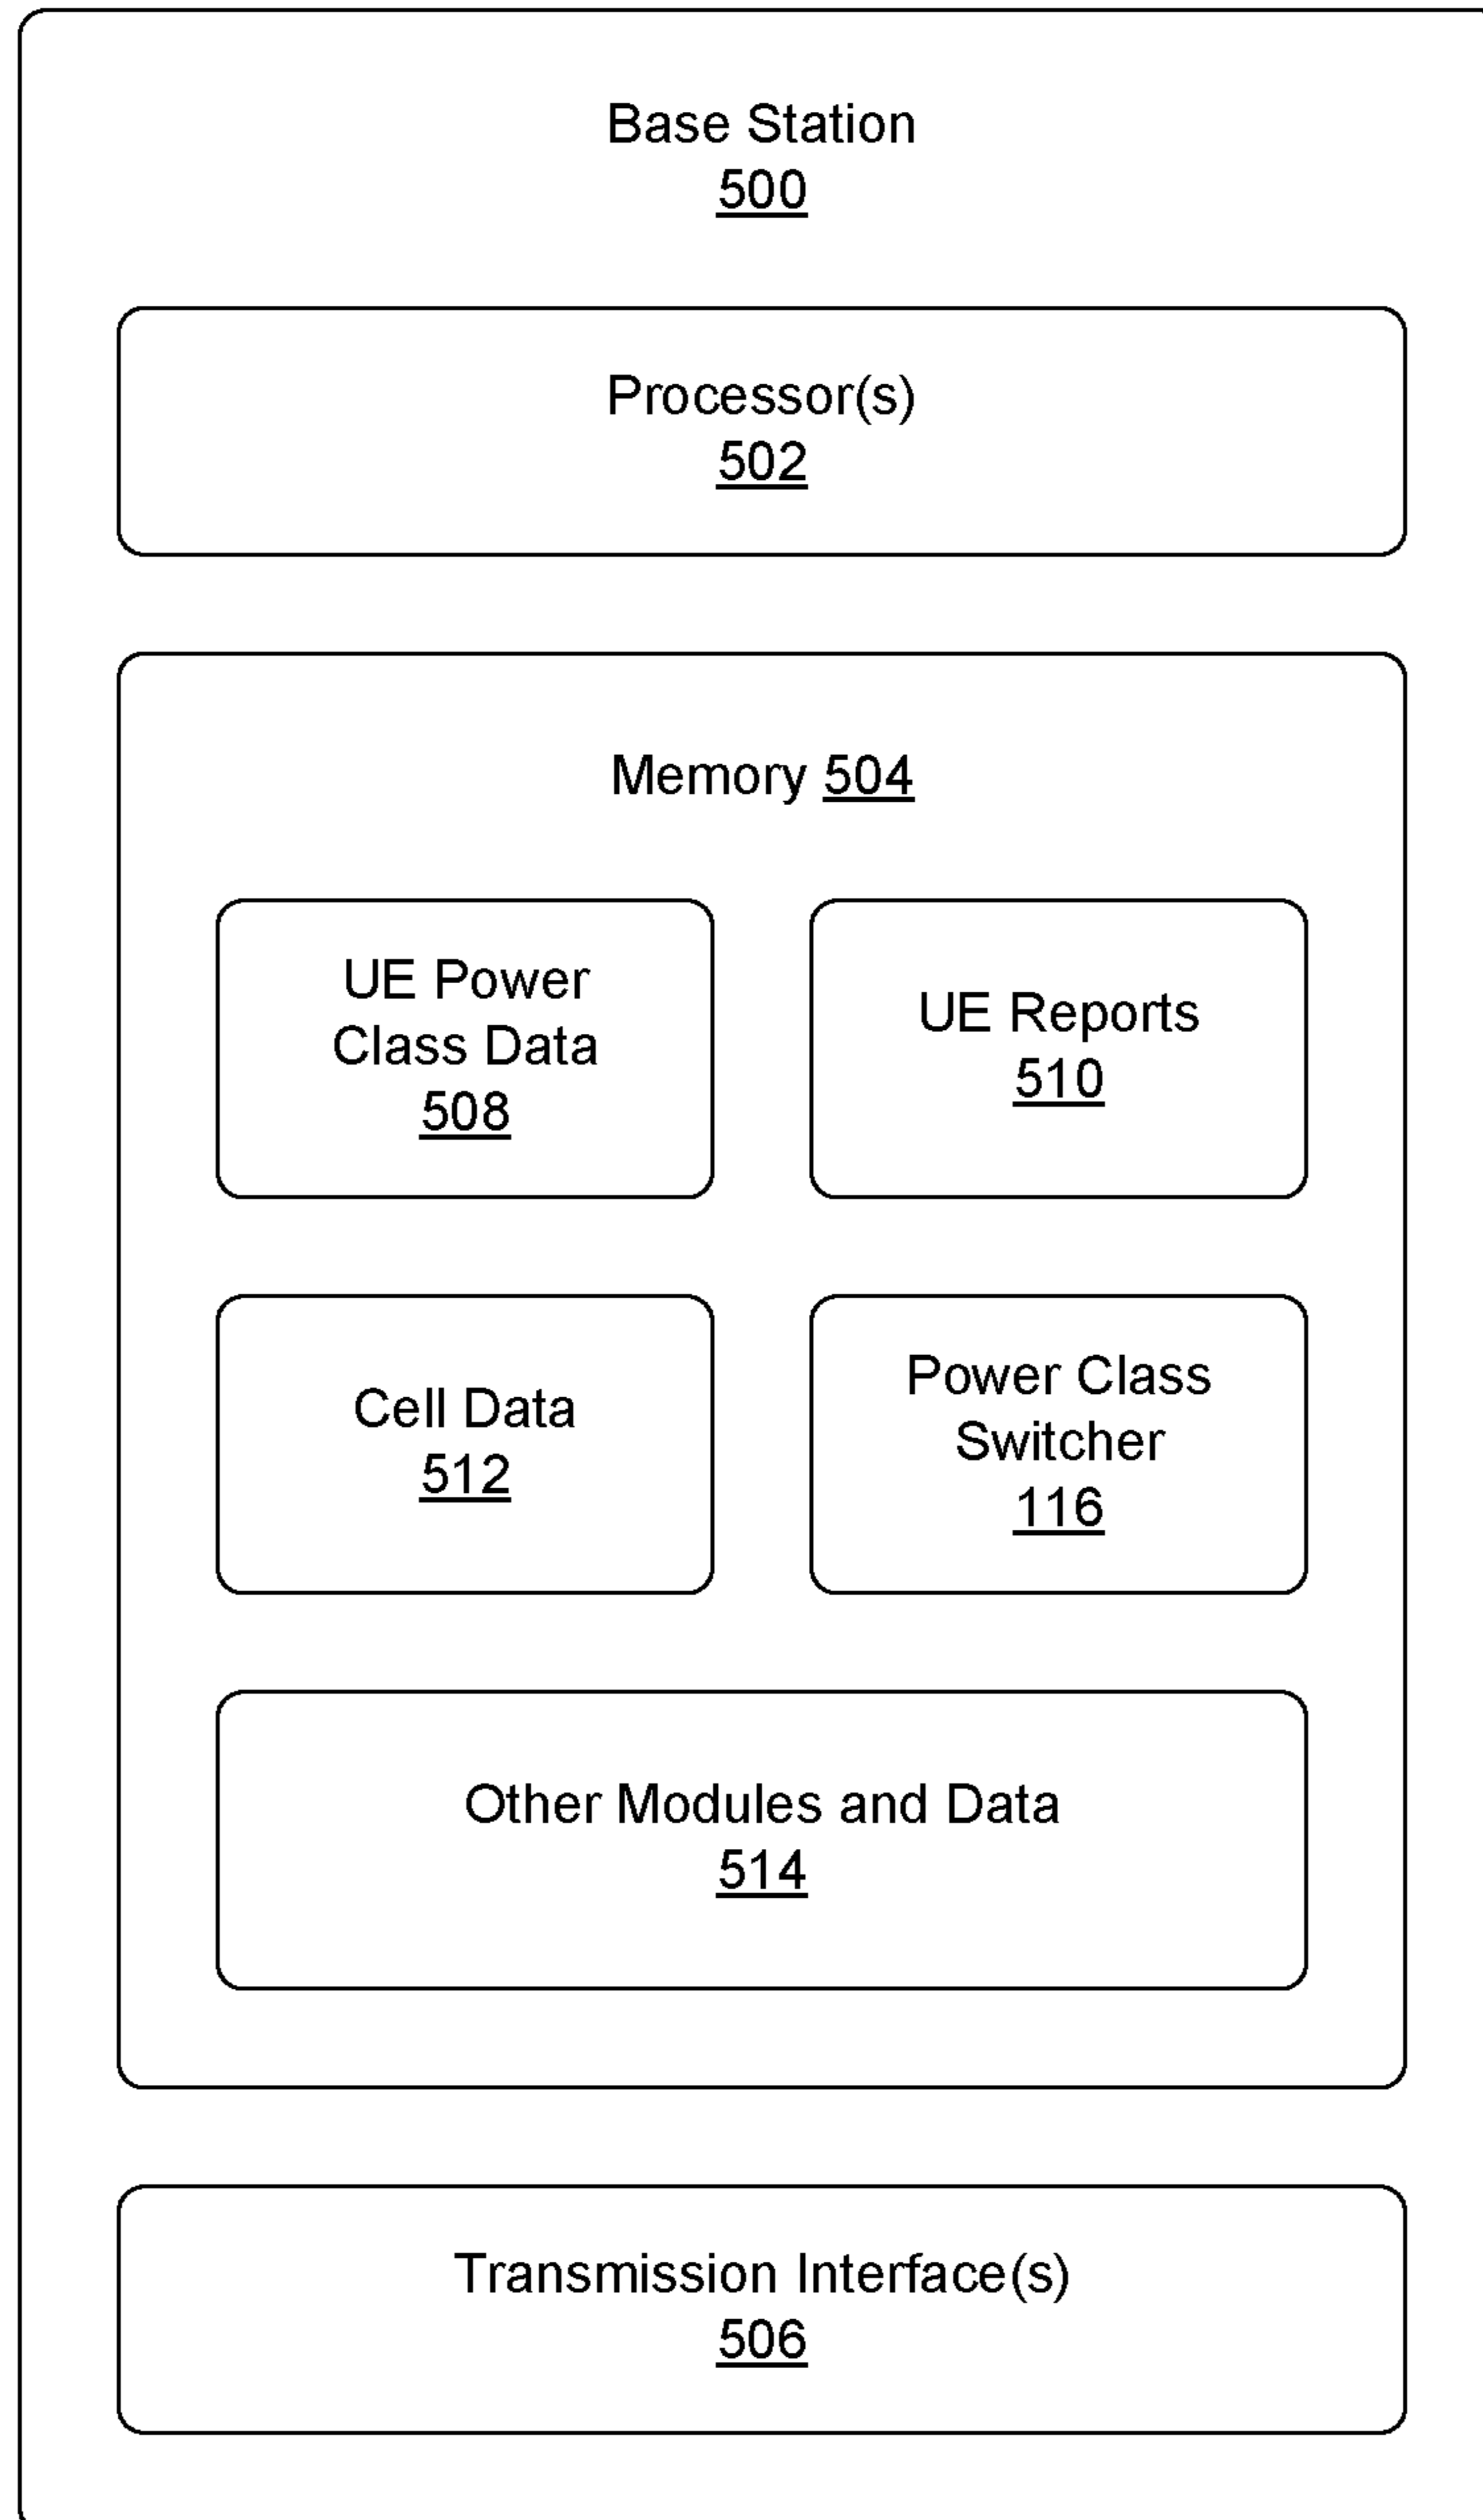 Base Station
500
Processor(s)
502
Memory 504
UE Power
Class Data
508
UE Reports
510
Cell Data
512
Power Class
Switcher
116
Other Modules and Data
514
Transmission Interface(s)
506